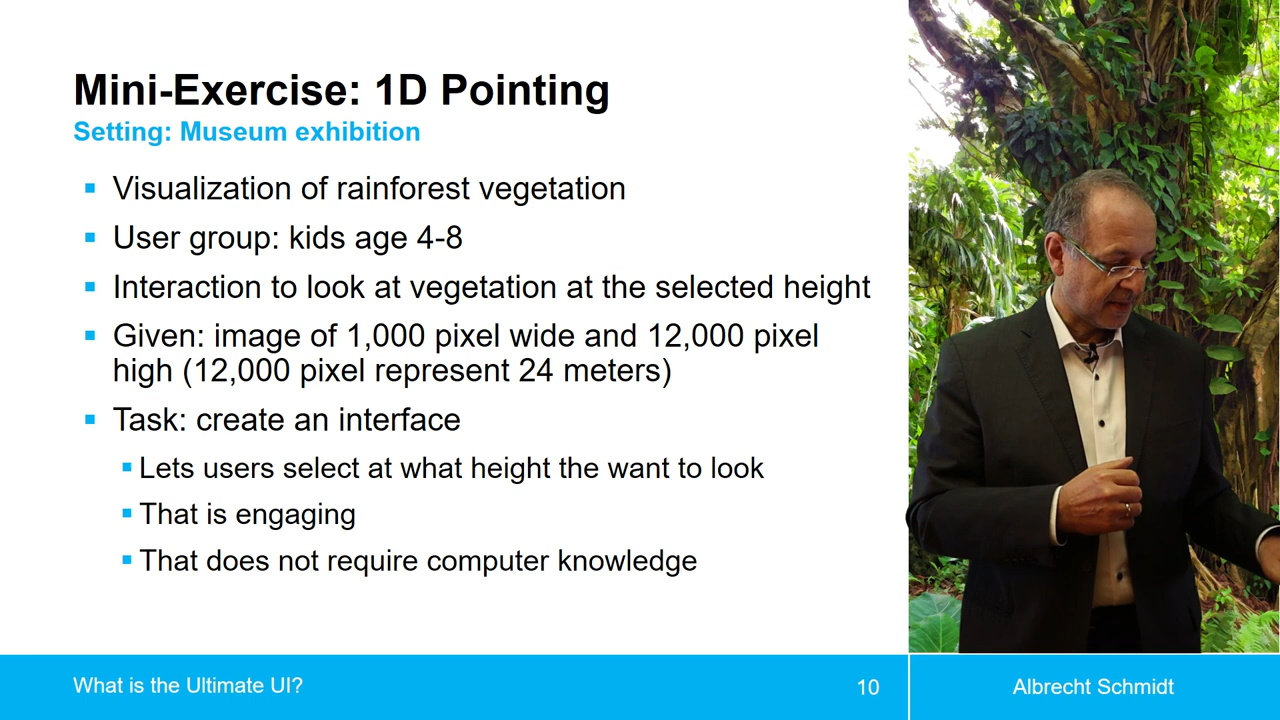 Mini-Exercise: 1D Pointing
Setting: Museum exhibition
Visualization of rainforest vegetation
User group: kids age 4-8
Interaction to look at vegetation at the selected height
Given: image of 1,000 pixel wide and 12,000 pixel
high (12,000 pixel represent 24 meters)
Task: create an interface
Lets users select at what height the want to look
That is engaging
That does not require computer knowledge
What is the Ultimate UI?
10
Albrecht Schmidt